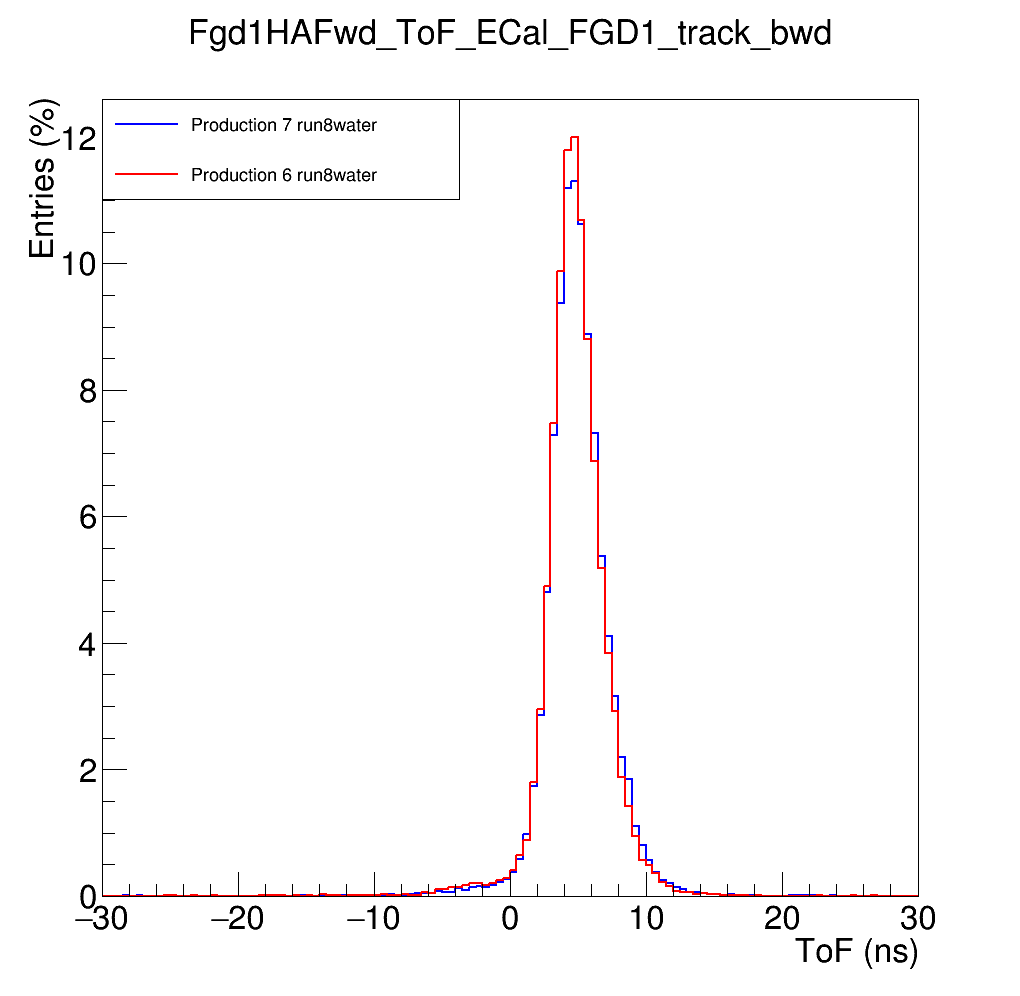 Fgd1HAFwd_ToF_ECal_FGD1_track_bwd
Entries (%)
Production 7 run8water
Production 6 run8water
12
10
8
6
4
2
0
−30
−20
−10
0
10
20
30
ToF (ns)